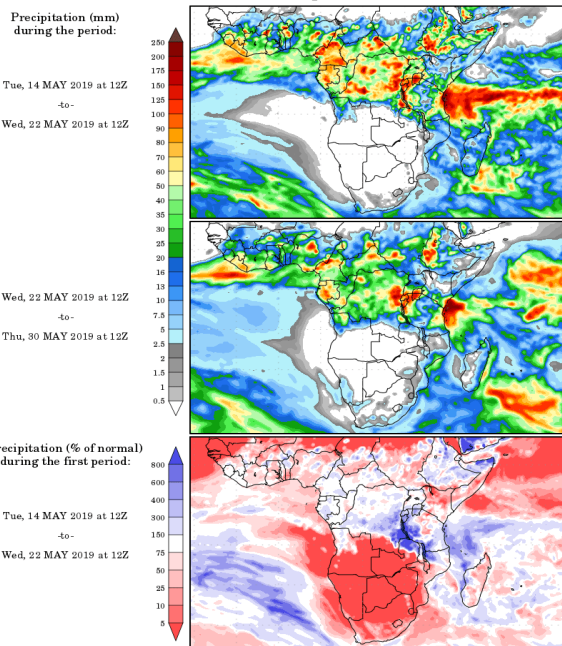 Precipitation (mm)
during the period:
Tue, 14 MAY 2019 at 12Z
-to-
Wed, 22 MAY 2019 at 12Z
250
200
175
150
125
100
90
80
70
60
50
40
35
30
25
20
16
13
10
7.5
5
2.5
2
1.5
1
0.5
Wed, 22 MAY 2019 at 12Z
-to-
Thu, 30 MAY 2019 at 12Z
recipitation (% of normal)
during the first period:
Tue, 14 MAY 2019 at 12Z
-to-
Wed, 22 MAY 2019 at 12Z
800
600
400
300
150
75
50
25
10
5